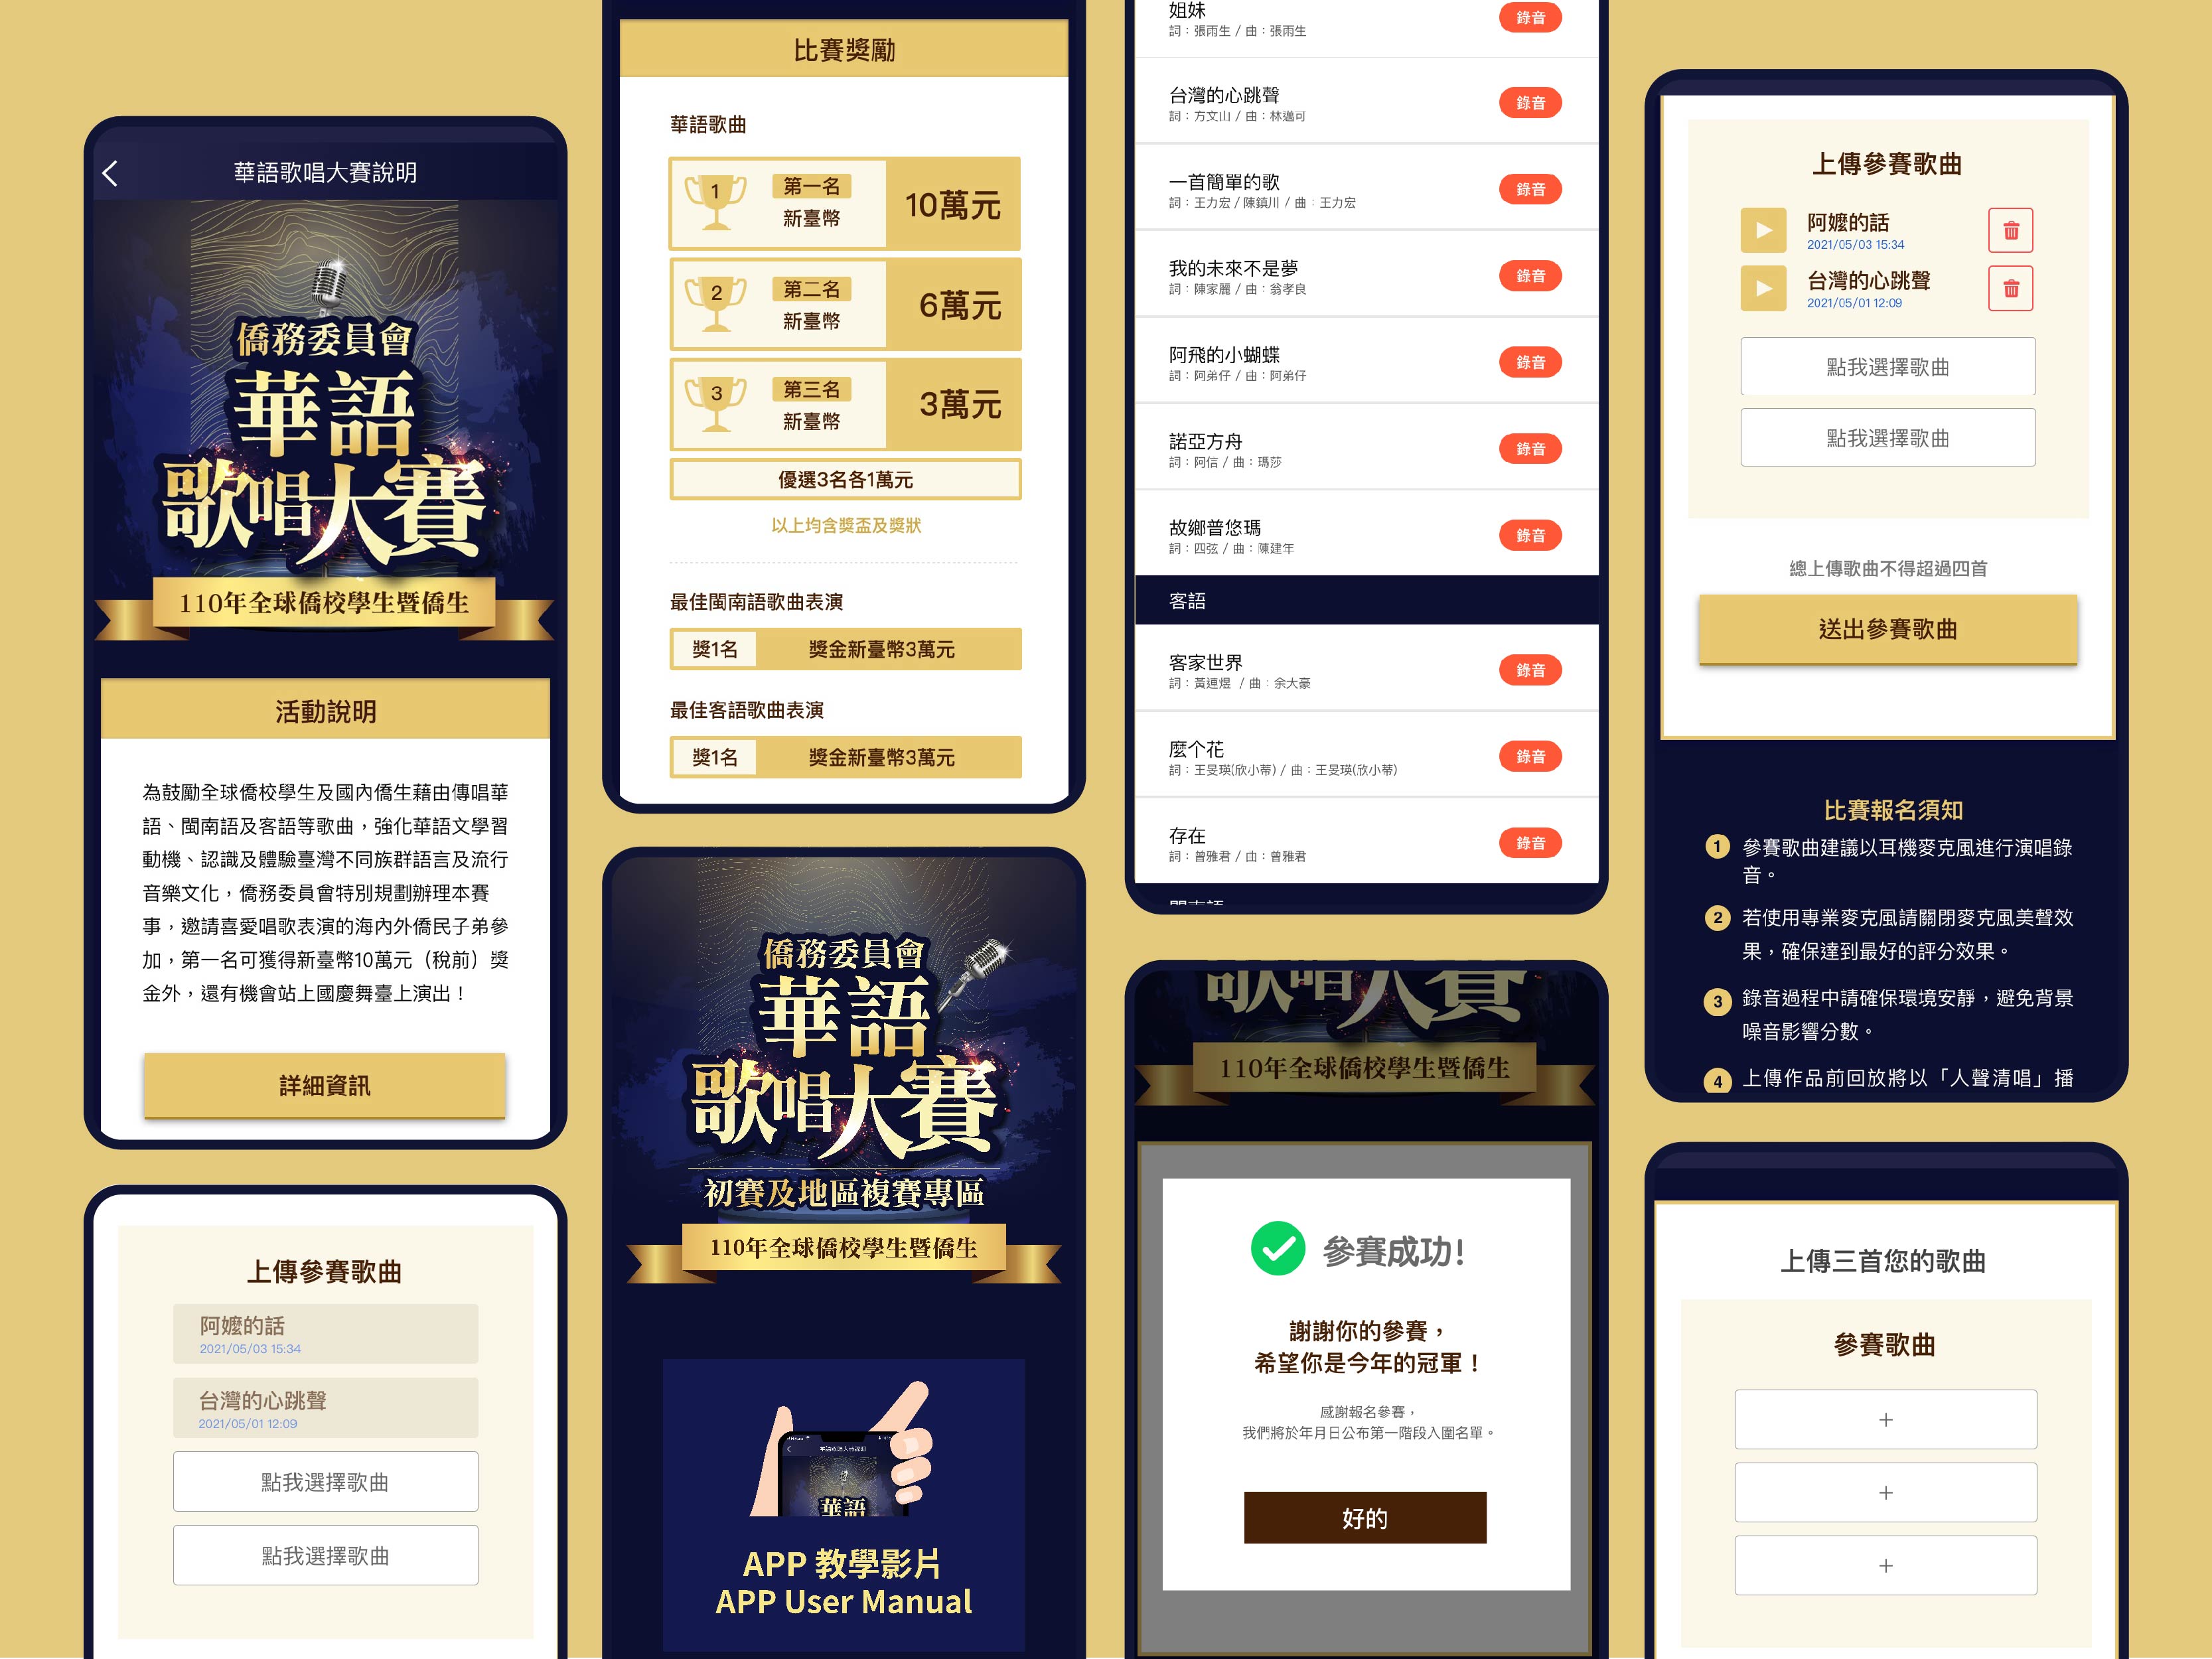 華語歌唱大賽說明
僑務委員會
華語
歌唱大賽
110年全球僑校學生暨僑生
活動說明
為鼓勵全球僑校學生及國內僑生藉由傳唱華
語、閩南語及客語等歌曲，強化華語文學習
動機、認識及體驗臺灣不同族群語言及流行
音樂文化，僑務委員會特別規劃辦理本賽
事，邀請喜愛唱歌表演的海內外僑民子弟參
加，第一名可獲得新臺幣10萬元（稅前）獎
金外，還有機會站上國慶舞臺上演出！
詳細資訊
上傳參賽歌曲
阿嬤的話
2021/05/03 15:34
台灣的心跳聲
2021/05/01 12:09
點我選擇歌曲
點我選擇歌曲
比賽獎勵
華語歌曲
1
第一名
新臺幣
10萬元
2
第二名
新臺幣
6萬元
3
第三名
新臺幣
3萬元
優選3名各1萬元
以上均含獎盃及獎狀
最佳閩南語歌曲表演
獎1名
獎金新臺幣3萬元
最佳客語歌曲表演
獎1名
獎金新臺幣3萬元
僑務委員會
華語
歌唱大賽
初賽及地區複賽專區
110年全球僑校學生暨僑生
華語歌唱大賽說明
華語
APP 教學影片
APP User Manual
姐妹
詞：張雨生 / 曲：張雨生
錄音
台灣的心跳聲
詞：方文山 / 曲：林邁可
錄音
一首簡單的歌
詞：王力宏 / 陳鎮川 / 曲：王力宏
錄音
我的未來不是夢
詞：陳家麗 / 曲：翁孝良
錄音
阿飛的小蝴蝶
詞：阿弟仔 / 曲：阿弟仔
錄音
諾亞方舟
詞：阿信 / 曲：瑪莎
錄音
故鄉普悠瑪
詞：四弦 / 曲：陳建年
錄音
客語
客家世界
詞：黃連煜 / 曲：余大豪
錄音
麼个花
詞：王旻瑛(欣小蒂) / 曲：王旻瑛(欣小蒂)
錄音
存在
詞：曾雅君 / 曲：曾雅君
錄音
歌唱大賽
110年全球僑校學生暨僑生
參賽成功!
謝謝你的參賽，
希望你是今年的冠軍！
感謝報名參賽，
我們將於年月日公布第一階段入圍名單。
好的
上傳參賽歌曲
阿嬤的話
2021/05/03 15:34
台灣的心跳聲
2021/05/01 12:09
點我選擇歌曲
點我選擇歌曲
總上傳歌曲不得超過四首
送出參賽歌曲
比賽報名須知
1 參賽歌曲建議以耳機麥克風進行演唱錄
音。
2 若使用專業麥克風請關閉麥克風美聲效
果，確保達到最好的評分效果。
3 錄音過程中請確保環境安靜，避免背景
噪音影響分數。
4 上傳作品前回放將以「人聲清唱」播
上傳三首您的歌曲
參賽歌曲
+
+
+